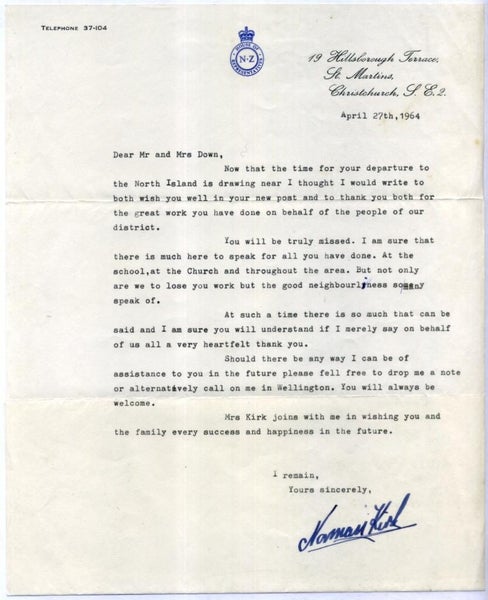 TELEPHONE 37-104
HOUSE OF
N·Z
REPRESENTATIVES
19 Hillsborough Terrace,
St. Martins,
Christchurch, S.E.2.
April 27th, 1964
Dear Mr and Mrs Down,
Now that the time for your departure to
the North Island is drawing near I thought I would write to
both wish you well in your new post and to thank you both for
the great work you have done on behalf of the people of our
district.
You will be truly missed. I am sure that
there is much here to speak for all you have done. At the
school,at the Church and throughout the area. But not only
are we to lose you work but the good neighbourliness so many
speak of.
At such a time there is so much that can be
said and I am sure you will understand if I merely say on behalf
of us all a very heartfelt thank you.
Should there be any way I can be of
assistance to you in the future please fell free to drop me a note
or alternatively call on me in Wellington. You will always be
welcome.
Mrs Kirk joins with me in wishing you and
the family every success and happiness in the future.
I remain,
Yours sincerely,
Norman Kirk